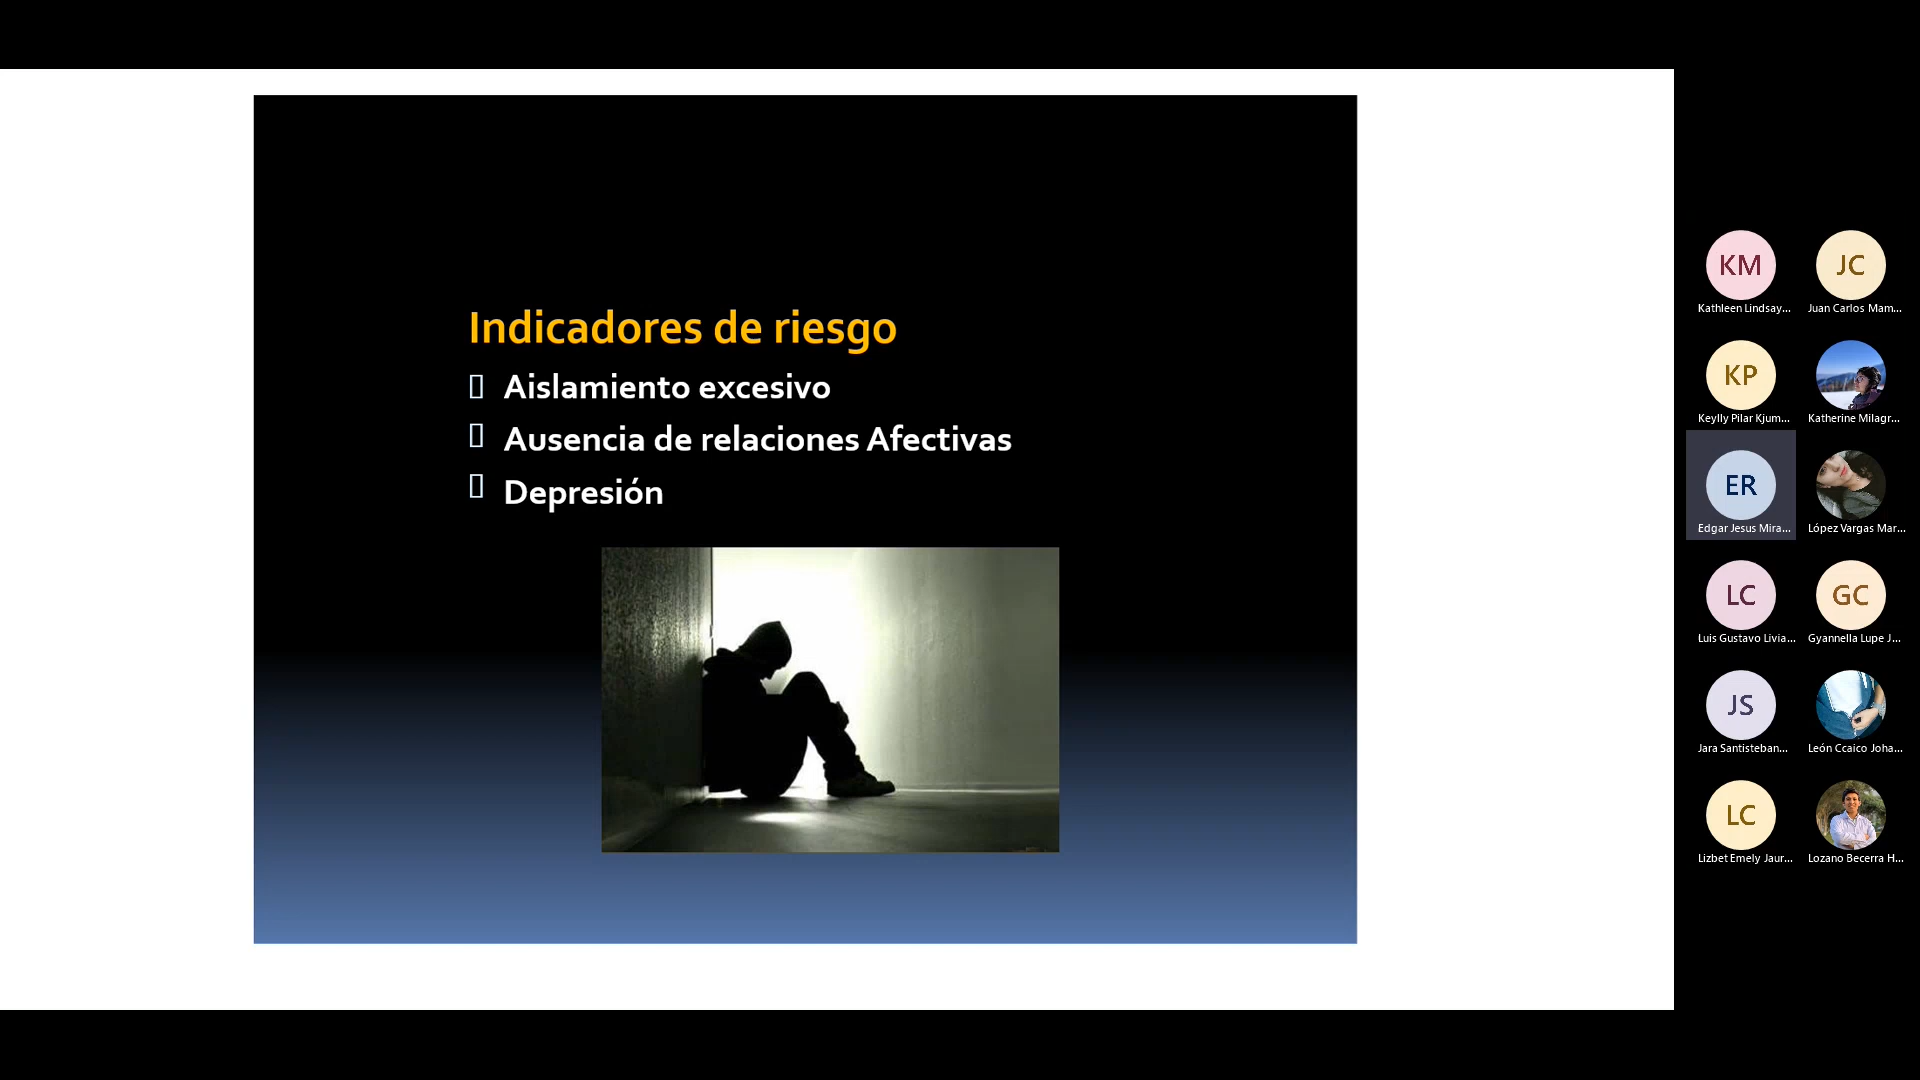 Indicadores de riesgo
Aislamiento excesivo
Ausencia de relaciones Afectivas
Depresión
KM
JC
Kathleen Lindsay...
Juan Carlos Mam...
KP
Keylly Pilar Kjum...
Katherine Milagr...
ER
Edgar Jesus Mira...
López Vargas Mar...
LC
GC
Luis Gustavo Livia...
Gyannella Lupe J...
JS
Jara Santisteban...
León Ccaico Joha...
LC
Lizbet Emely Jaur...
Lozano Becerra H...